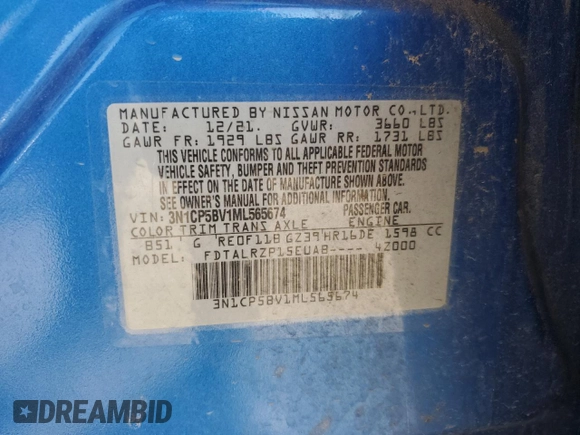 MANUFACTURED BY NISSAN MOTOR CO., LTD.
DATE: 12/21. GVWR: 3660 LBS
GAWR FR: 1929 LBS GAWR RR: 1731 LBS
THIS VEHICLE CONFORMS TO ALL APPLICABLE FEDERAL MOTOR
VEHICLE SAFETY, BUMPER AND THEFT PREVENTION STANDARDS
IN EFFECT ON THE DATE OF MANUFACTURE SHOWN ABOVE.
SEE OWNER'S MANUAL AND ADDITIONAL INFORMATION.
VIN: 3N1CP5BV1ML565674 PASSENGER CAR.
COLOR TRIM TRANS AXLE ENGINE
B51 G RE0F11B GZ39 HR16DE 1598 CC
MODEL: FDTALRZP15EUAB----- 4Z000
3N1CP5BV1ML565674
DREAMBID